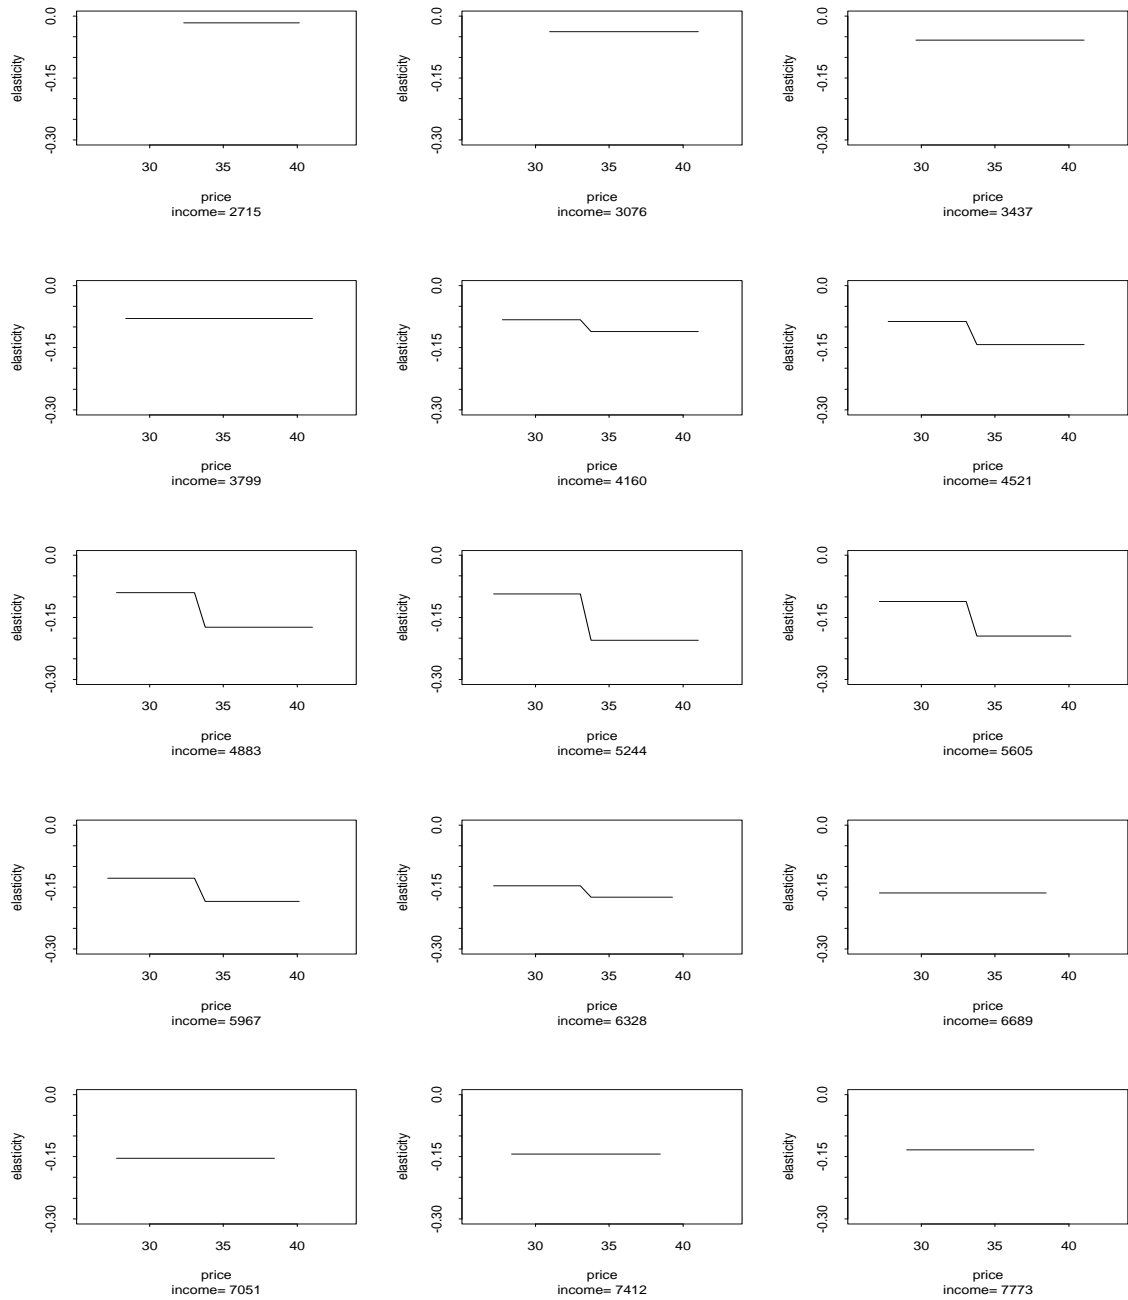 elasticity
0.0
-0.15
-0.30
30 35 40
price
income= 2715
elasticity
0.0
-0.15
-0.30
30 35 40
price
income= 3076
elasticity
0.0
-0.15
-0.30
30 35 40
price
income= 3437
elasticity
0.0
-0.15
-0.30
30 35 40
price
income= 3799
elasticity
0.0
-0.15
-0.30
30 35 40
price
income= 4160
elasticity
0.0
-0.15
-0.30
30 35 40
price
income= 4521
elasticity
0.0
-0.15
-0.30
30 35 40
price
income= 4883
elasticity
0.0
-0.15
-0.30
30 35 40
price
income= 5244
elasticity
0.0
-0.15
-0.30
30 35 40
price
income= 5605
elasticity
0.0
-0.15
-0.30
30 35 40
price
income= 5967
elasticity
0.0
-0.15
-0.30
30 35 40
price
income= 6328
elasticity
0.0
-0.15
-0.30
30 35 40
price
income= 6689
elasticity
0.0
-0.15
-0.30
30 35 40
price
income= 7051
elasticity
0.0
-0.15
-0.30
30 35 40
price
income= 7412
elasticity
0.0
-0.15
-0.30
30 35 40
price
income= 7773